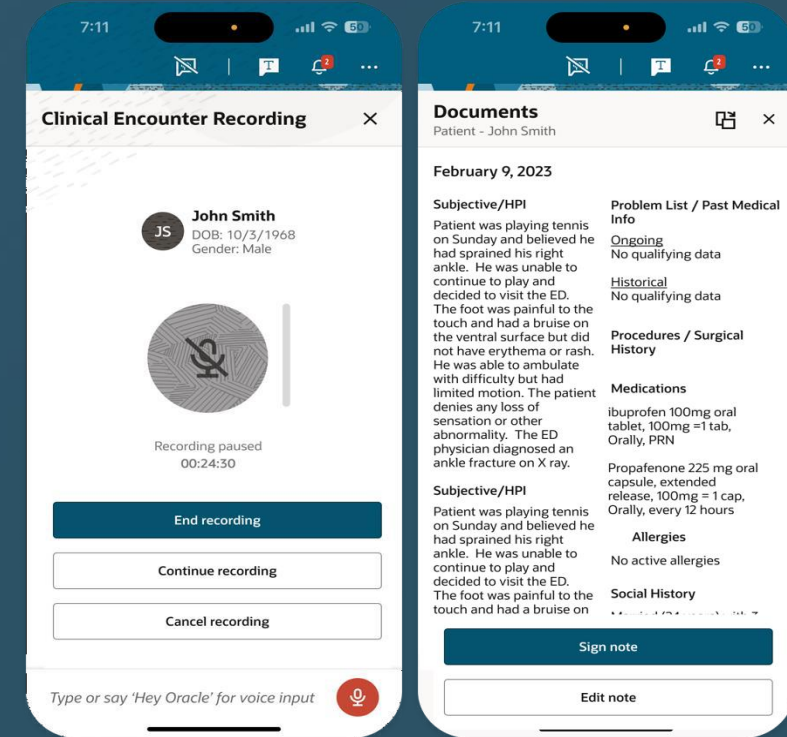 7:11
50
T
2
Clinical Encounter Recording
JS
John Smith
DOB: 10/3/1968
Gender: Male
Recording paused
00:24:30
End recording
Continue recording
Cancel recording
Type or say ‘Hey Oracle’ for voice input
7:11
50
T
2
Documents
Patient - John Smith
February 9, 2023
Subjective/HPI
Patient was playing tennis
on Sunday and believed he
had sprained his right
ankle. He was unable to
continue to play and
decided to visit the ED.
The foot was painful to the
touch and had a bruise on
the ventral surface but did
not have erythema or rash.
He was able to ambulate
with difficulty but had
limited motion. The patient
denies any loss of
sensation or other
abnormality. The ED
physician diagnosed an
ankle fracture on X ray.
Subjective/HPI
Patient was playing tennis
on Sunday and believed he
had sprained his right
ankle. He was unable to
continue to play and
decided to visit the ED.
The foot was painful to the
touch and had a bruise on
Problem List / Past Medical
Info
Ongoing
No qualifying data
Historical
No qualifying data
Procedures / Surgical
History
Medications
ibuprofen 100mg oral
tablet, 100mg =1 tab,
Orally, PRN
Propafenone 225 mg oral
capsule, extended
release, 100mg = 1 cap,
Orally, every 12 hours
Allergies
No active allergies
Social History
Sign note
Edit note